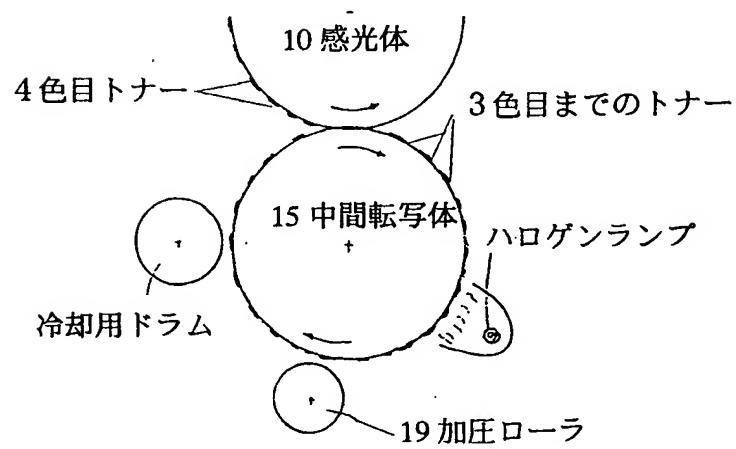 10 感光体
4色目トナー
3色目までのトナー
15 中間転写体
ハロゲンランプ
冷却用ドラム
19 加圧ローラ